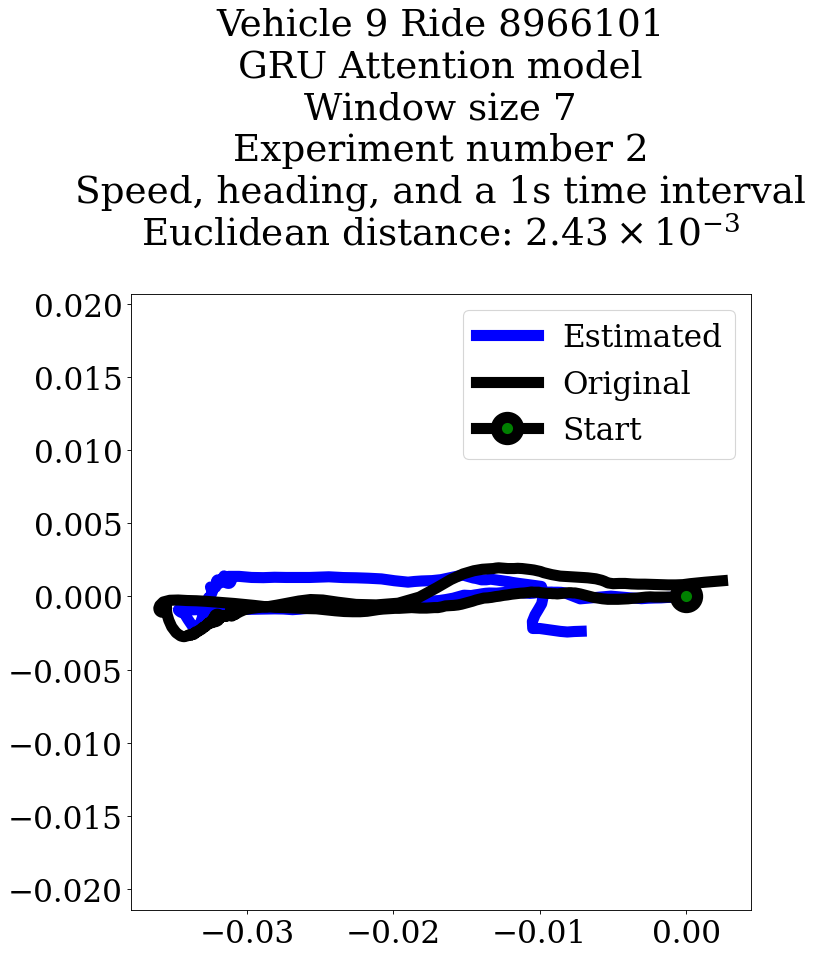 Vehicle 9 Ride 8966101
GRU Attention model
Window size 7
Experiment number 2
Speed, heading, and a 1s time interval
Euclidean distance: 2.43 × 10⁻³
Estimated
Original
Start
0.020
0.015
0.010
0.005
0.000
−0.005
−0.010
−0.015
−0.020
−0.03 −0.02 −0.01 0.00